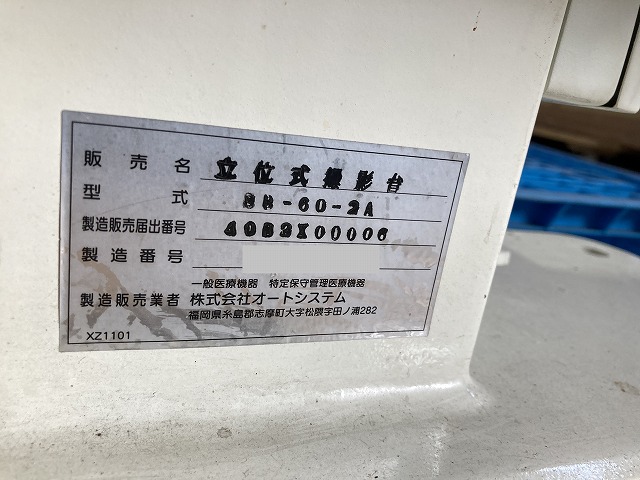 販売名 立位式撮影台
型式 BM-60-2A
製造販売届出番号 40B3X00006
製造番号
一般医療機器 特定保守管理医療機器
製造販売業者 株式会社オートシステム
福岡県糸島郡志摩町大字松隈字田ノ浦282
XZ1101